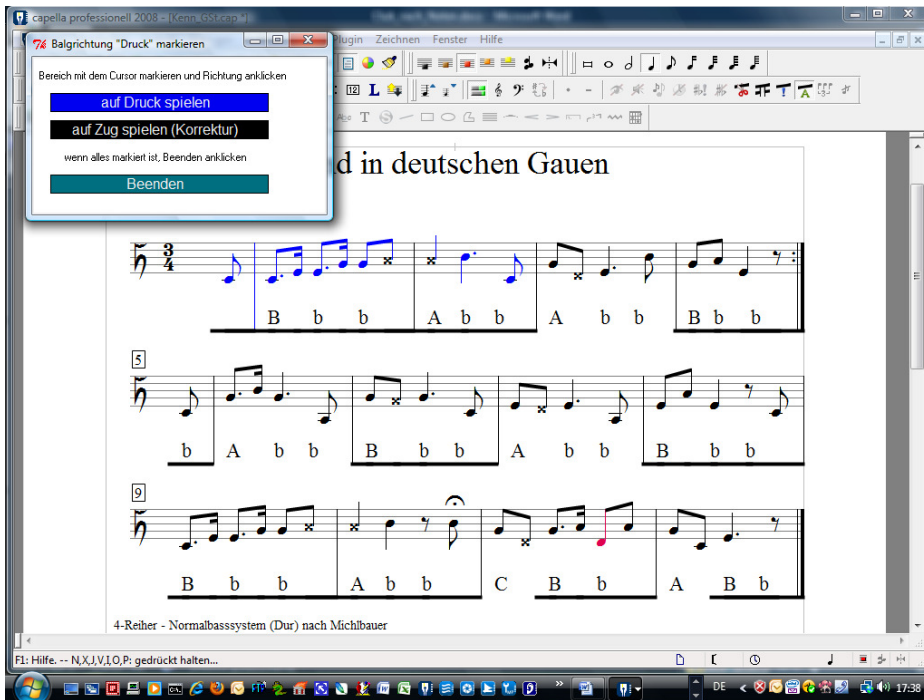 capella professionell 2008 - [Kenn_GSt.cap *]
Balgrichtung "Druck" markieren
Plugin Zeichnen Fenster Hilfe
Bereich mit dem Cursor markieren und Richtung anklicken
auf Druck spielen
auf Zug spielen (Korrektur)
wenn alles markiert ist, Beenden anklicken
Beenden
12 L
T
d in deutschen Gauen
3
4
B b b A b b A b b B b b
5
b A b b B b b A b b B b b
9
B b b A b b C B b A B b
4-Reiher - Normalbasssystem (Dur) nach Michlbauer
F1: Hilfe. -- N,X,J,V,I,O,P: gedrückt halten...
DE 17:38